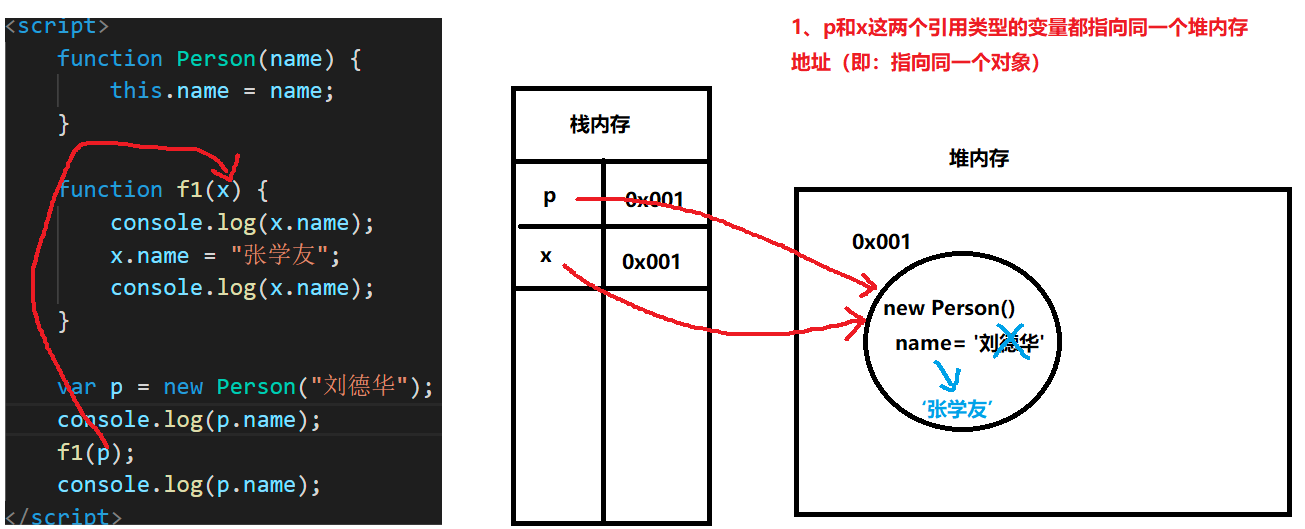 <script>
function Person(name) {
this.name = name;
}
function f1(x) {
console.log(x.name);
x.name = "张学友";
console.log(x.name);
}
var p = new Person("刘德华");
console.log(p.name);
f1(p);
console.log(p.name);
</script>
栈内存
p 0x001
x 0x001
1、p和x这两个引用类型的变量都指向同一个堆内存
地址（即：指向同一个对象）
堆内存
0x001
new Person()
name= '刘德华'
‘张学友’